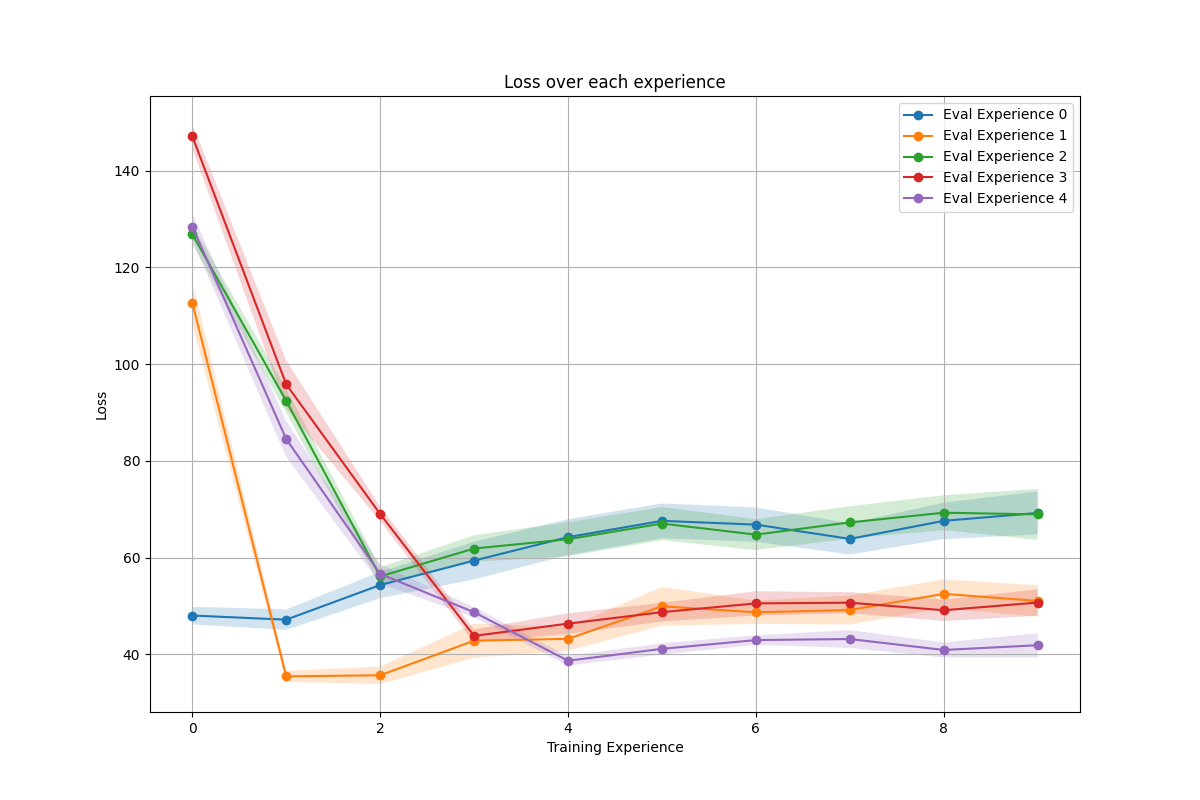 Loss over each experience
Eval Experience 0
Eval Experience 1
Eval Experience 2
Eval Experience 3
Eval Experience 4
140
120
100
80
60
40
Loss
0 2 4 6 8
Training Experience